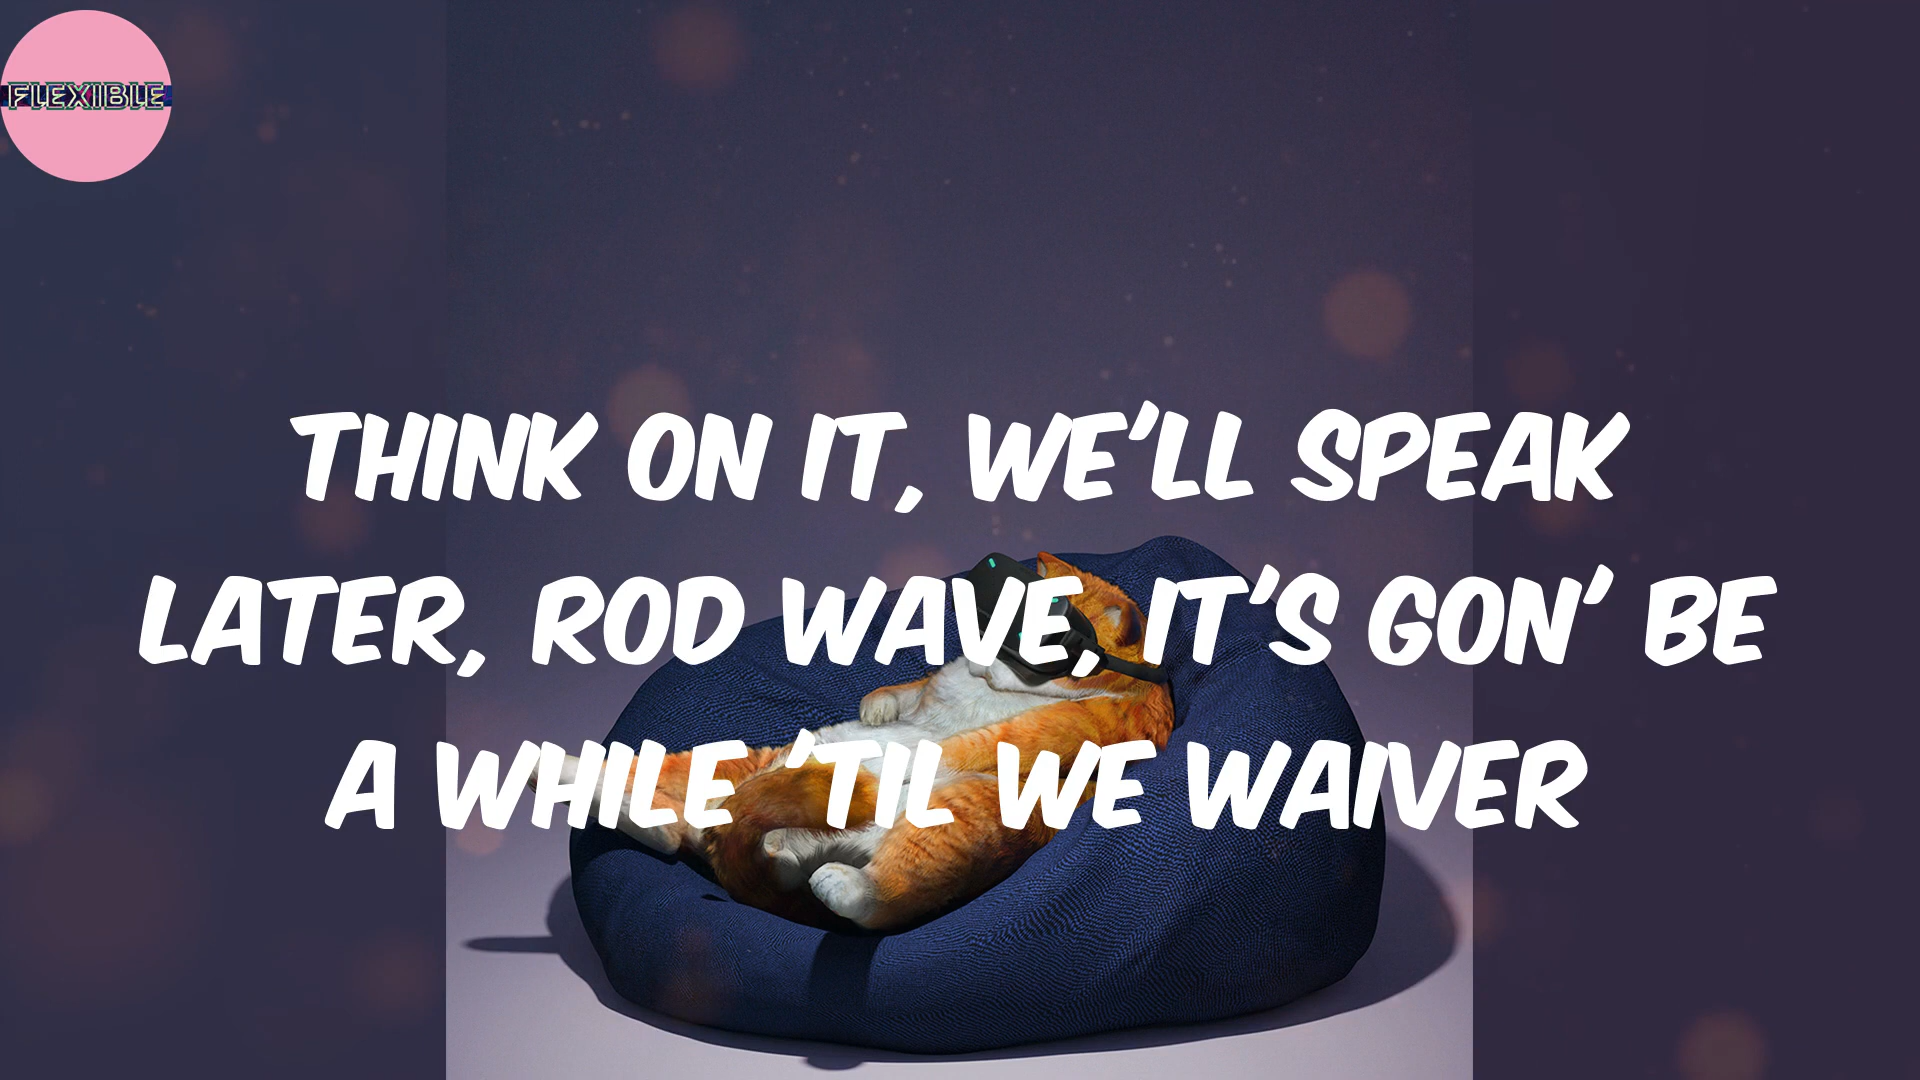 FLEXIBLE
THINK ON IT, WE'LL SPEAK
LATER, ROD WAVE, IT'S GON' BE
A WHILE 'TIL WE WAIVER